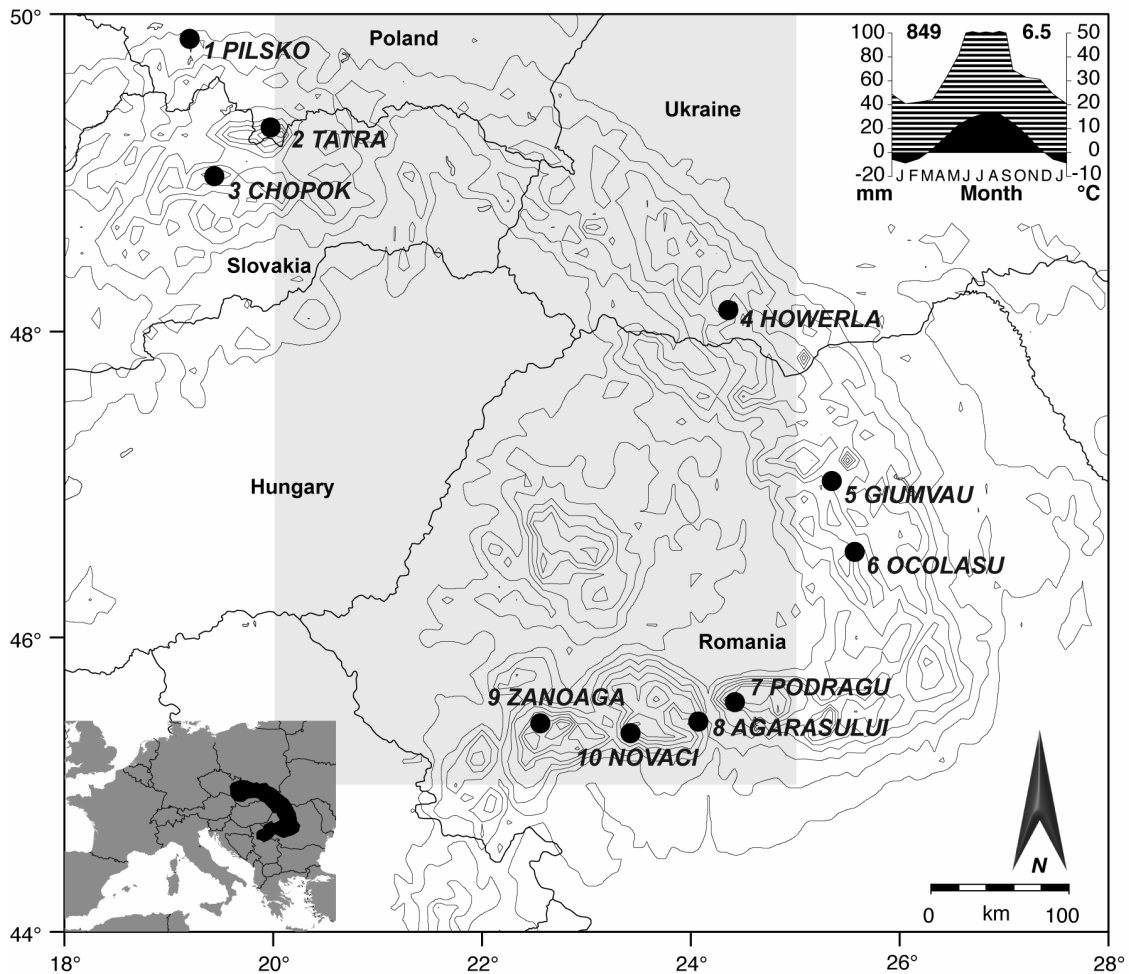 50°
1 PILSKO
Poland
2 TATRA
3 CHOPOK
Ukraine
849 6.5
100 50
80 40
60 30
40 20
20 10
0 0
-20 J F M A M J J A S O N D J -10
mm Month °C
Slovakia
4 HOWERLA
48°
Hungary
5 GIUMVAU
6 OCOLASU
46°
Romania
7 PODRAGU
9 ZANOAGA
8 AGARASULUI
10 NOVACI
N
0 km 100
44°
18° 20° 22° 24° 26° 28°